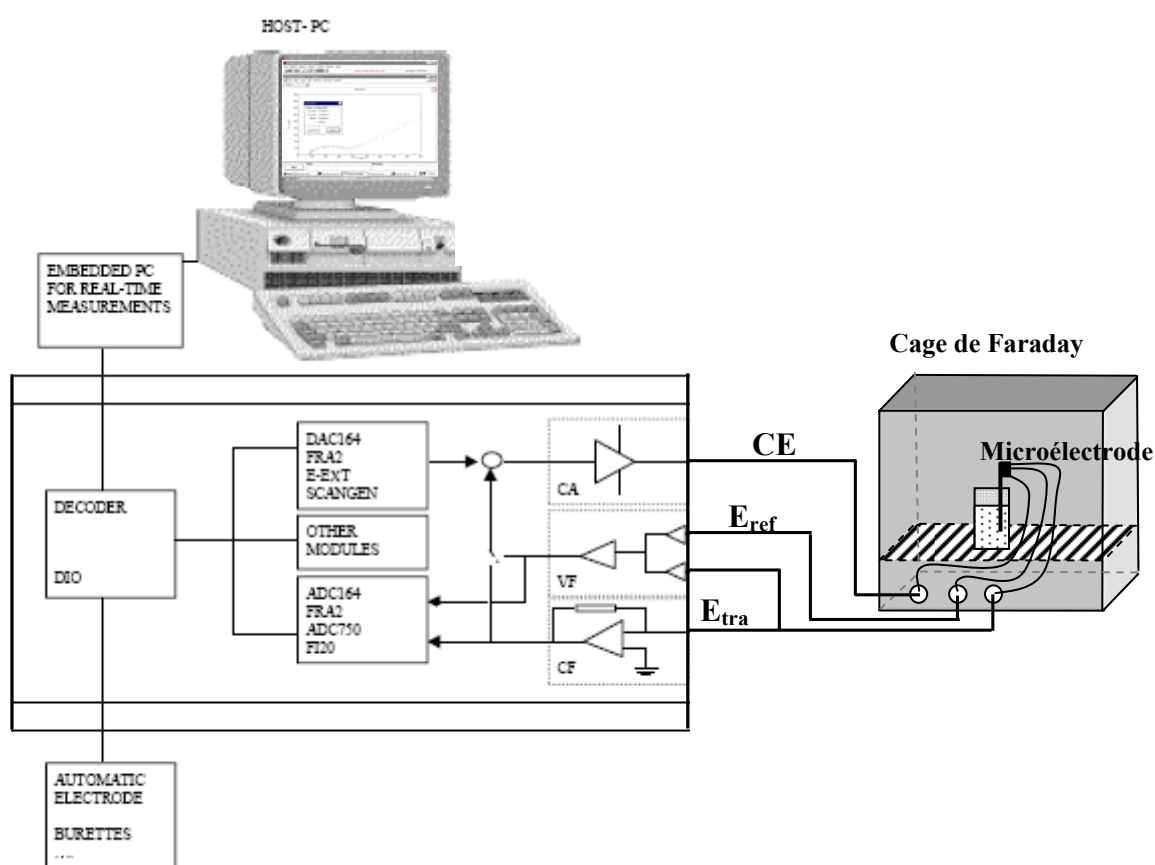 HOST- PC
EMBEDDED PC
FOR REAL-TIME
MEASUREMENTS
Cage de Faraday
DAC164
FRA2
E-EXT
SCANGEN
CA
CE
Microélectrode
DECODER
DIO
OTHER
MODULES
VF
Eref
ADC164
FRA2
ADC750
FI20
CF
Etra
AUTOMATIC
ELECTRODE
BURETTES
...